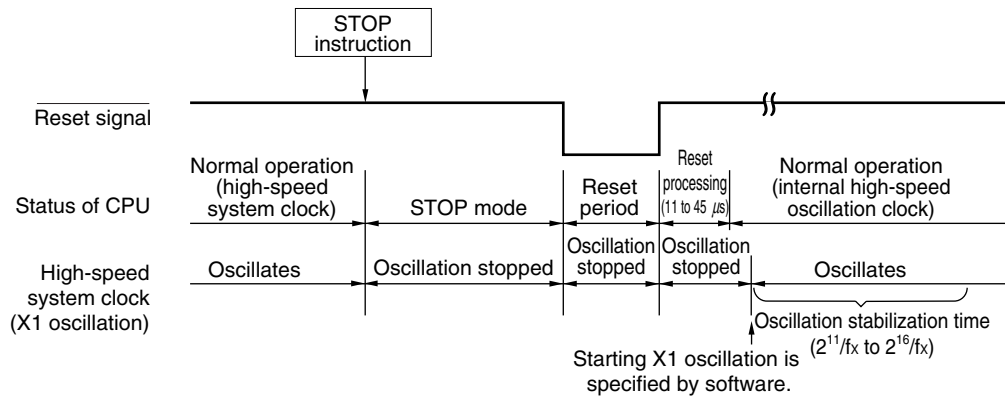 STOP
instruction
Reset signal
Status of CPU
Normal operation
(high-speed
system clock)
STOP mode
Reset
period
Reset
processing
(11 to 45 μs)
Normal operation
(internal high-speed
oscillation clock)
High-speed
system clock
(X1 oscillation)
Oscillates
Oscillation stopped
Oscillation
stopped
Oscillation
stopped
Oscillates
Oscillation stabilization time
(2¹¹/fx to 2¹⁶/fx)
Starting X1 oscillation is
specified by software.